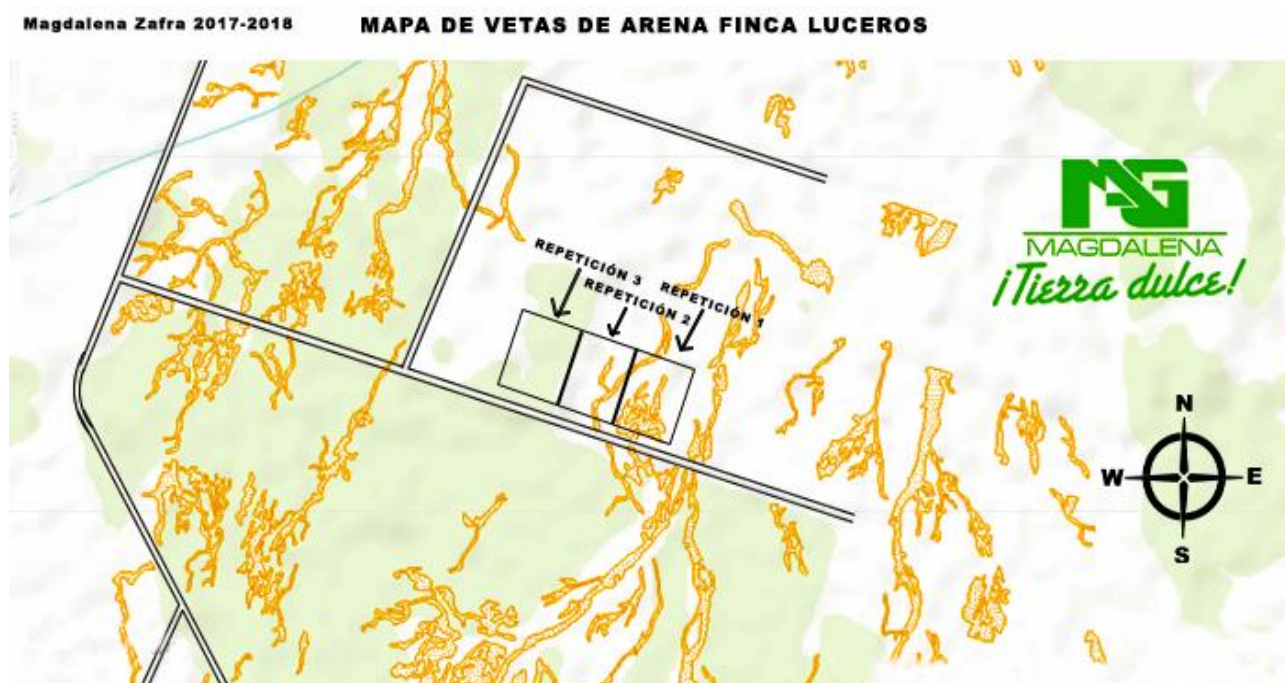 Magdalena Zafra 2017-2018
MAPA DE VETAS DE ARENA FINCA LUCEROS
MAG
MAGDALENA
¡Tierra dulce!
REPETICIÓN 3
REPETICIÓN 2
REPETICIÓN 1
N
W
E
S